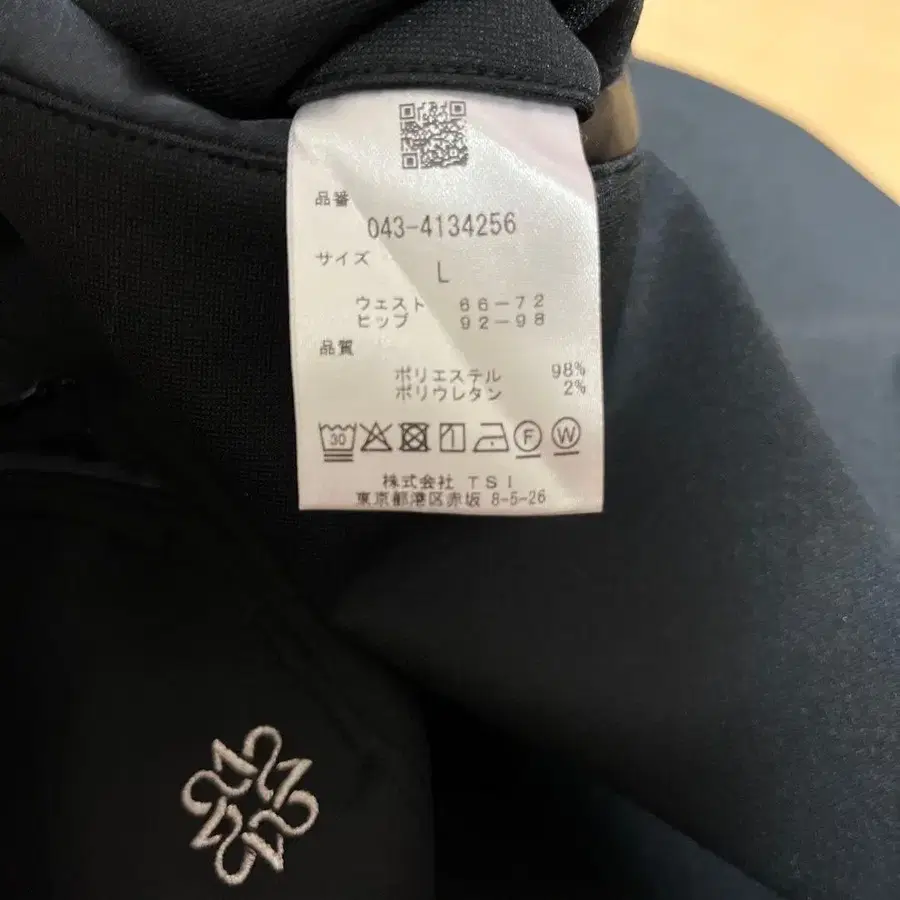 品番
043-4134256
サイズ
L
ウェスト 66-72
ヒップ 92-98
品質
ポリエステル 98%
ポリウレタン 2%
30 F W
株式会社 TSI
東京都港区赤坂 8-5-26